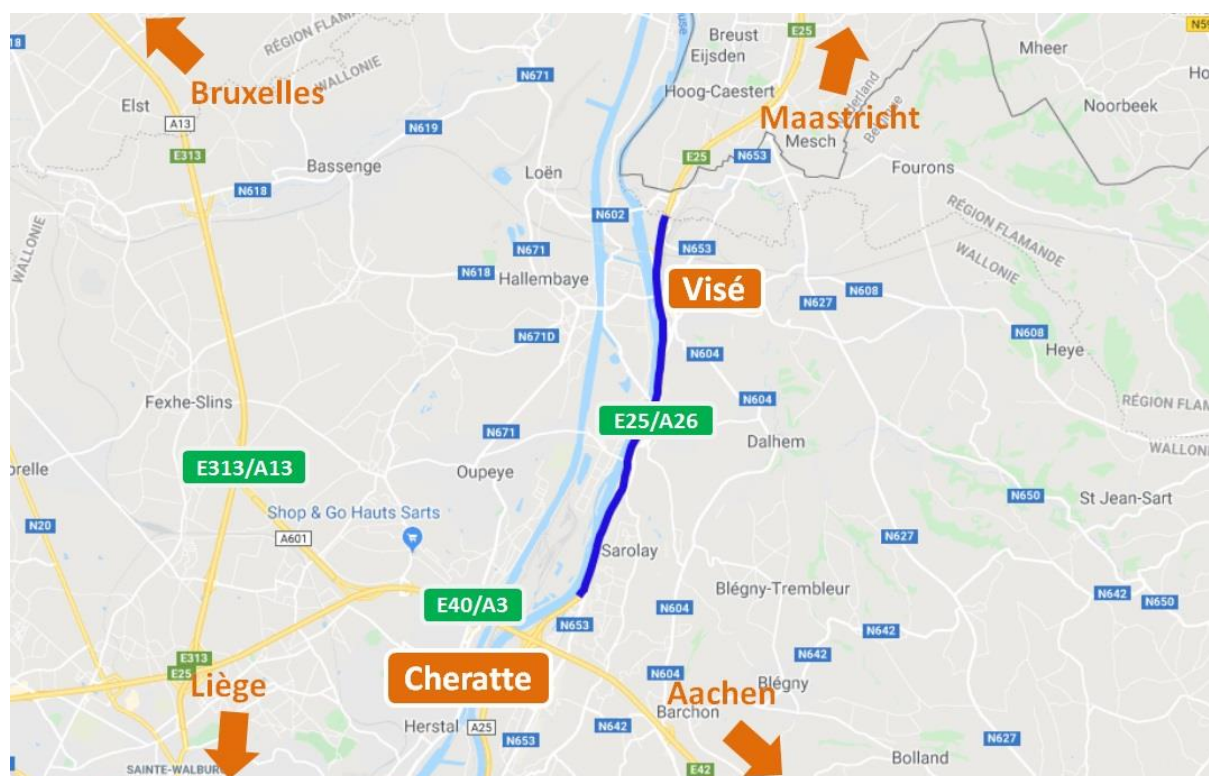 N59
RÉGION FLAM
E25
Breust
Eijsden
Mheer
Bruxelles
WALLONIE
N671
Hoog-Caestert
Maastricht
Noorbeek
Elst
A13
N619
Mesch
E313
Bassenge
E25
N653
Fourons
Loën
N618
N602
RÉGION FLAMANDE
WALLONIE
WALLONIE
N671
N653
N618
Hallembaye
Visé
N627
N608
N671D
N608
Heye
N604
Fexhe-Slins
N604
RÉGION FLAM
E25/A26
N671
Dalhem
WALLONI
E313/A13
orelle
Oupeye
N650
St Jean-Sart
Shop & Go Hauts Sarts
N20
A601
N627
Sarolay
Blégny-Trembleur
N642
N650
E40/A3
N604
N653
N642
E313
N642
E25
Liège
Cheratte
N604
Aachen
Blégny
Barchon
Herstal
A25
N642
N653
N627
Bolland
SAINTE-WALBURG
E42